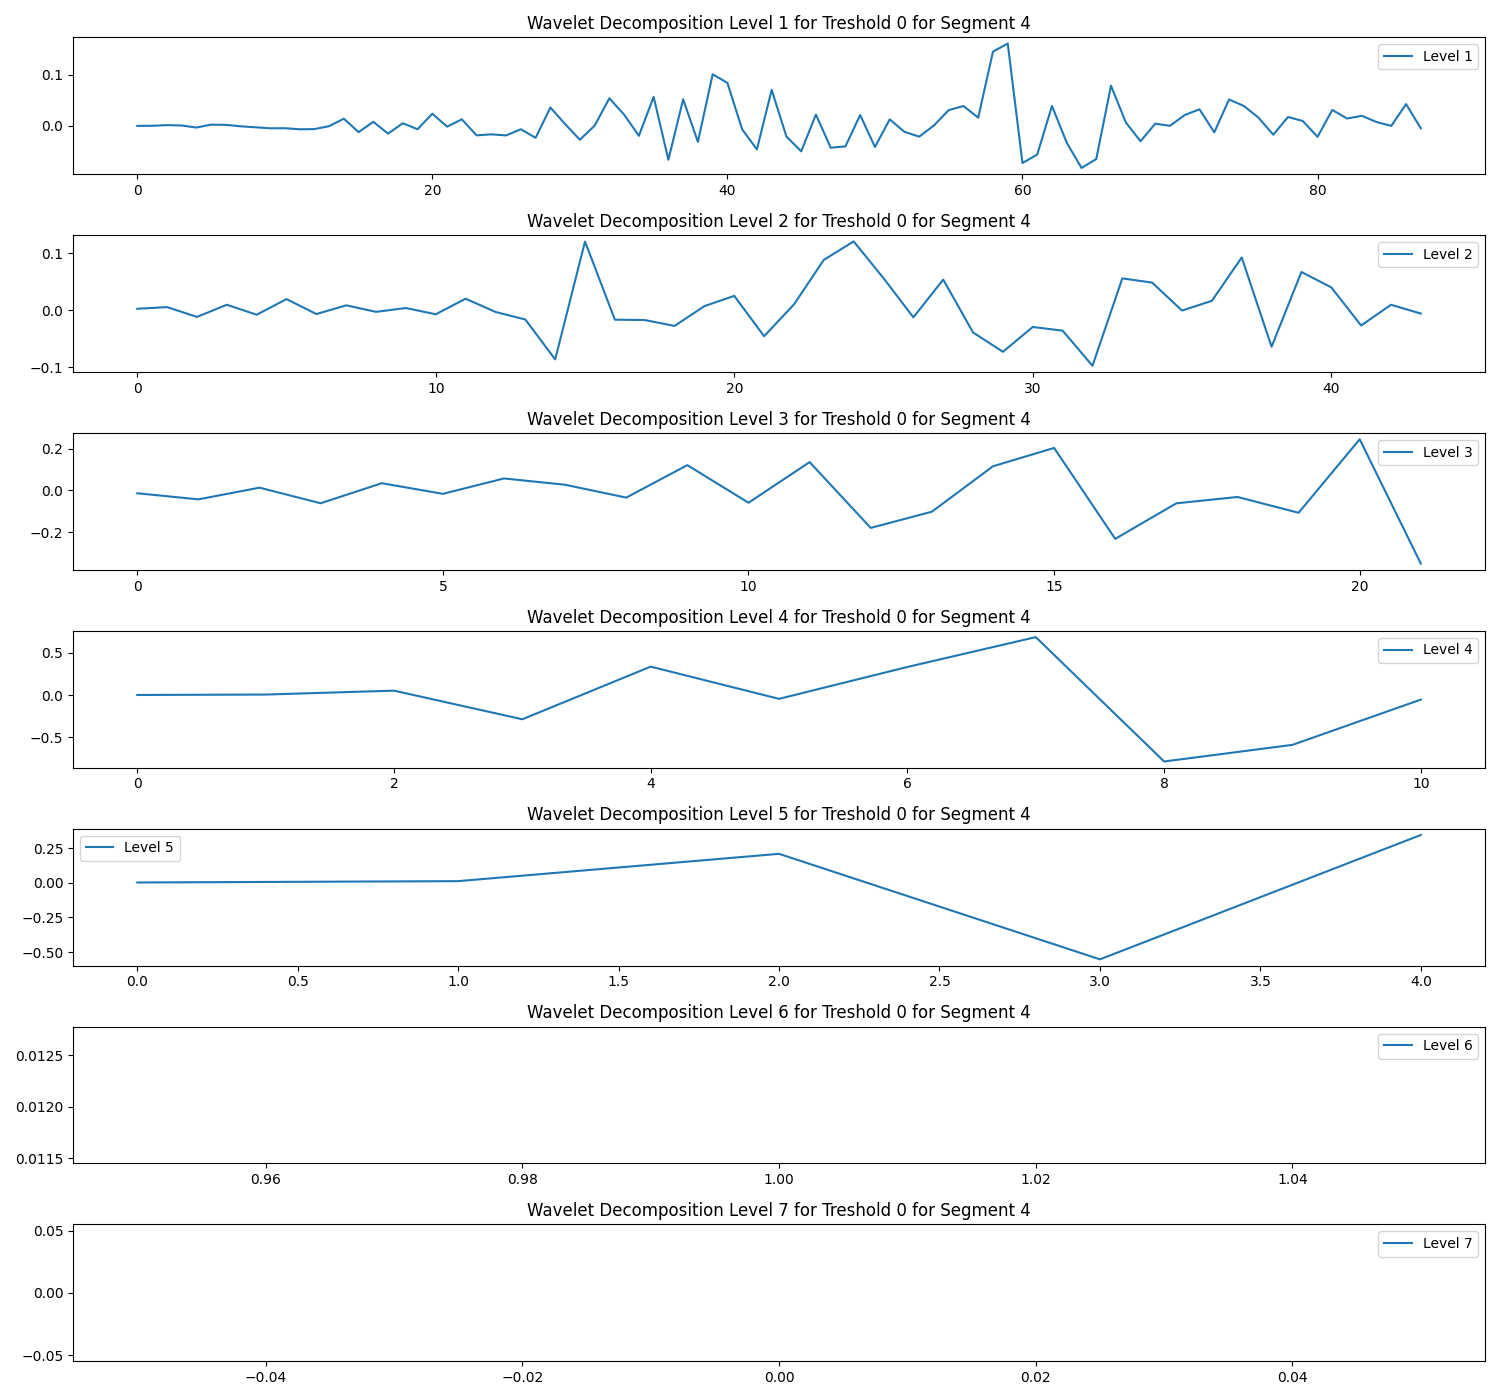 Wavelet Decomposition Level 1 for Treshold 0 for Segment 4
Level 1
0.1
0.0
0 20 40 60 80
Wavelet Decomposition Level 2 for Treshold 0 for Segment 4
Level 2
0.1
0.0
−0.1
0 10 20 30 40
Wavelet Decomposition Level 3 for Treshold 0 for Segment 4
Level 3
0.2
0.0
−0.2
0 5 10 15 20
Wavelet Decomposition Level 4 for Treshold 0 for Segment 4
Level 4
0.5
0.0
−0.5
0 2 4 6 8 10
Wavelet Decomposition Level 5 for Treshold 0 for Segment 4
Level 5
0.25
0.00
−0.25
−0.50
0.0 0.5 1.0 1.5 2.0 2.5 3.0 3.5 4.0
Wavelet Decomposition Level 6 for Treshold 0 for Segment 4
Level 6
0.0125
0.0120
0.0115
0.96 0.98 1.00 1.02 1.04
Wavelet Decomposition Level 7 for Treshold 0 for Segment 4
0.05
Level 7
0.00
−0.05
−0.04 −0.02 0.00 0.02 0.04